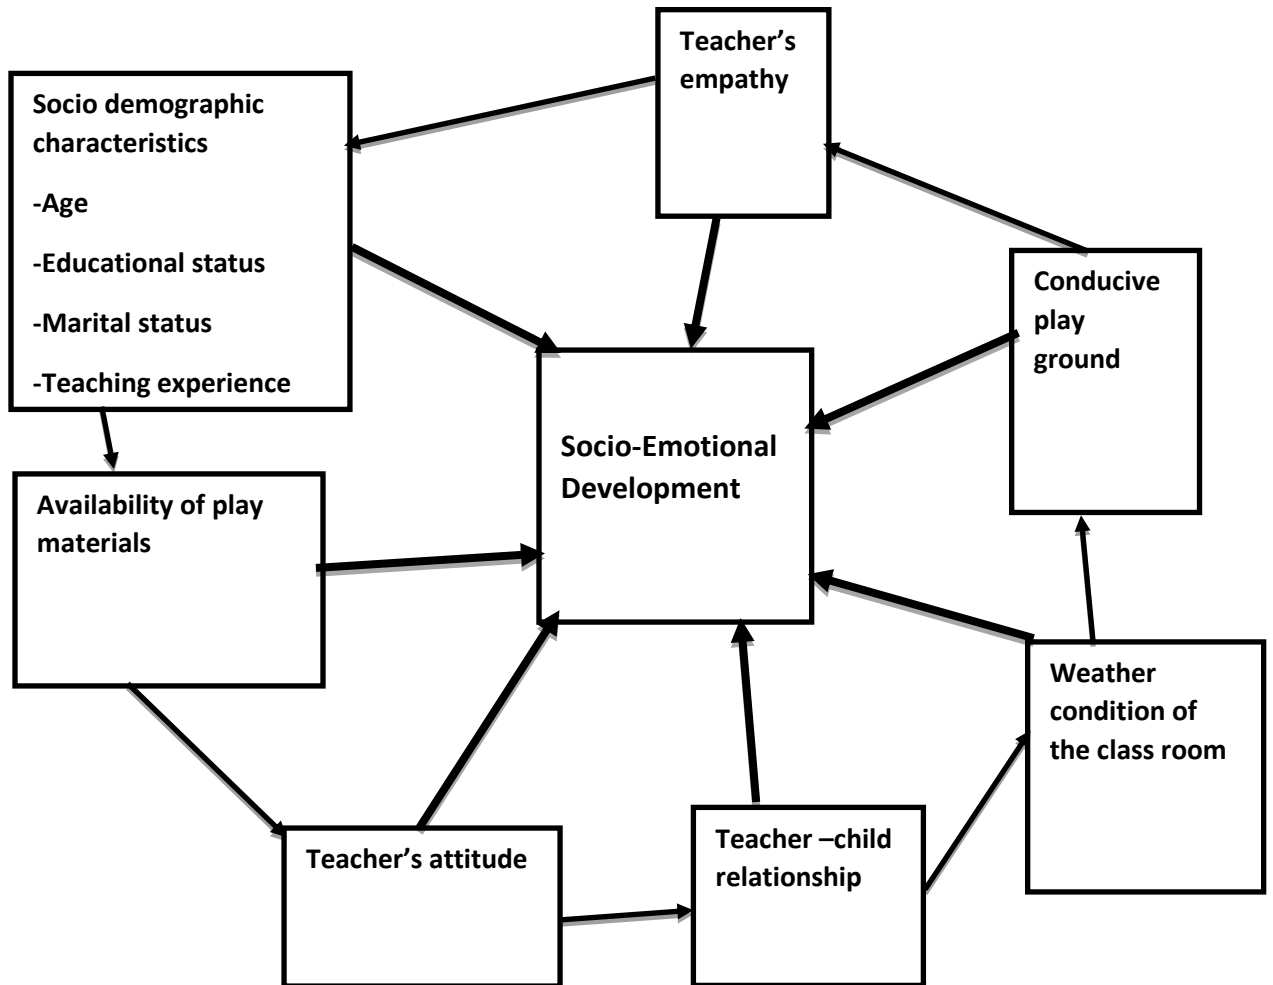 Teacher’s
empathy
Socio demographic
characteristics
-Age
-Educational status
-Marital status
-Teaching experience
Conducive
play
ground
Socio-Emotional
Development
Availability of play
materials
Weather
condition of
the class room
Teacher’s attitude
Teacher –child
relationship